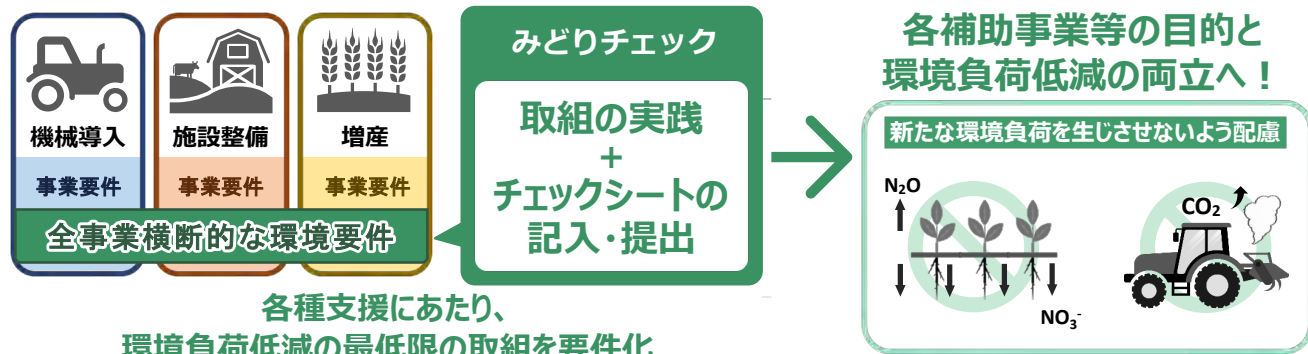 機械導入
事業要件
施設整備
事業要件
増産
事業要件
全事業横断的な環境要件
各種支援にあたり、
環境負荷低減の最低限の取組を要件化
みどりチェック
取組の実践
+
チェックシートの
記入・提出
各補助事業等の目的と
環境負荷低減の両立へ！
新たな環境負荷を生じさせないよう配慮
N₂O
NO₃⁻
CO₂